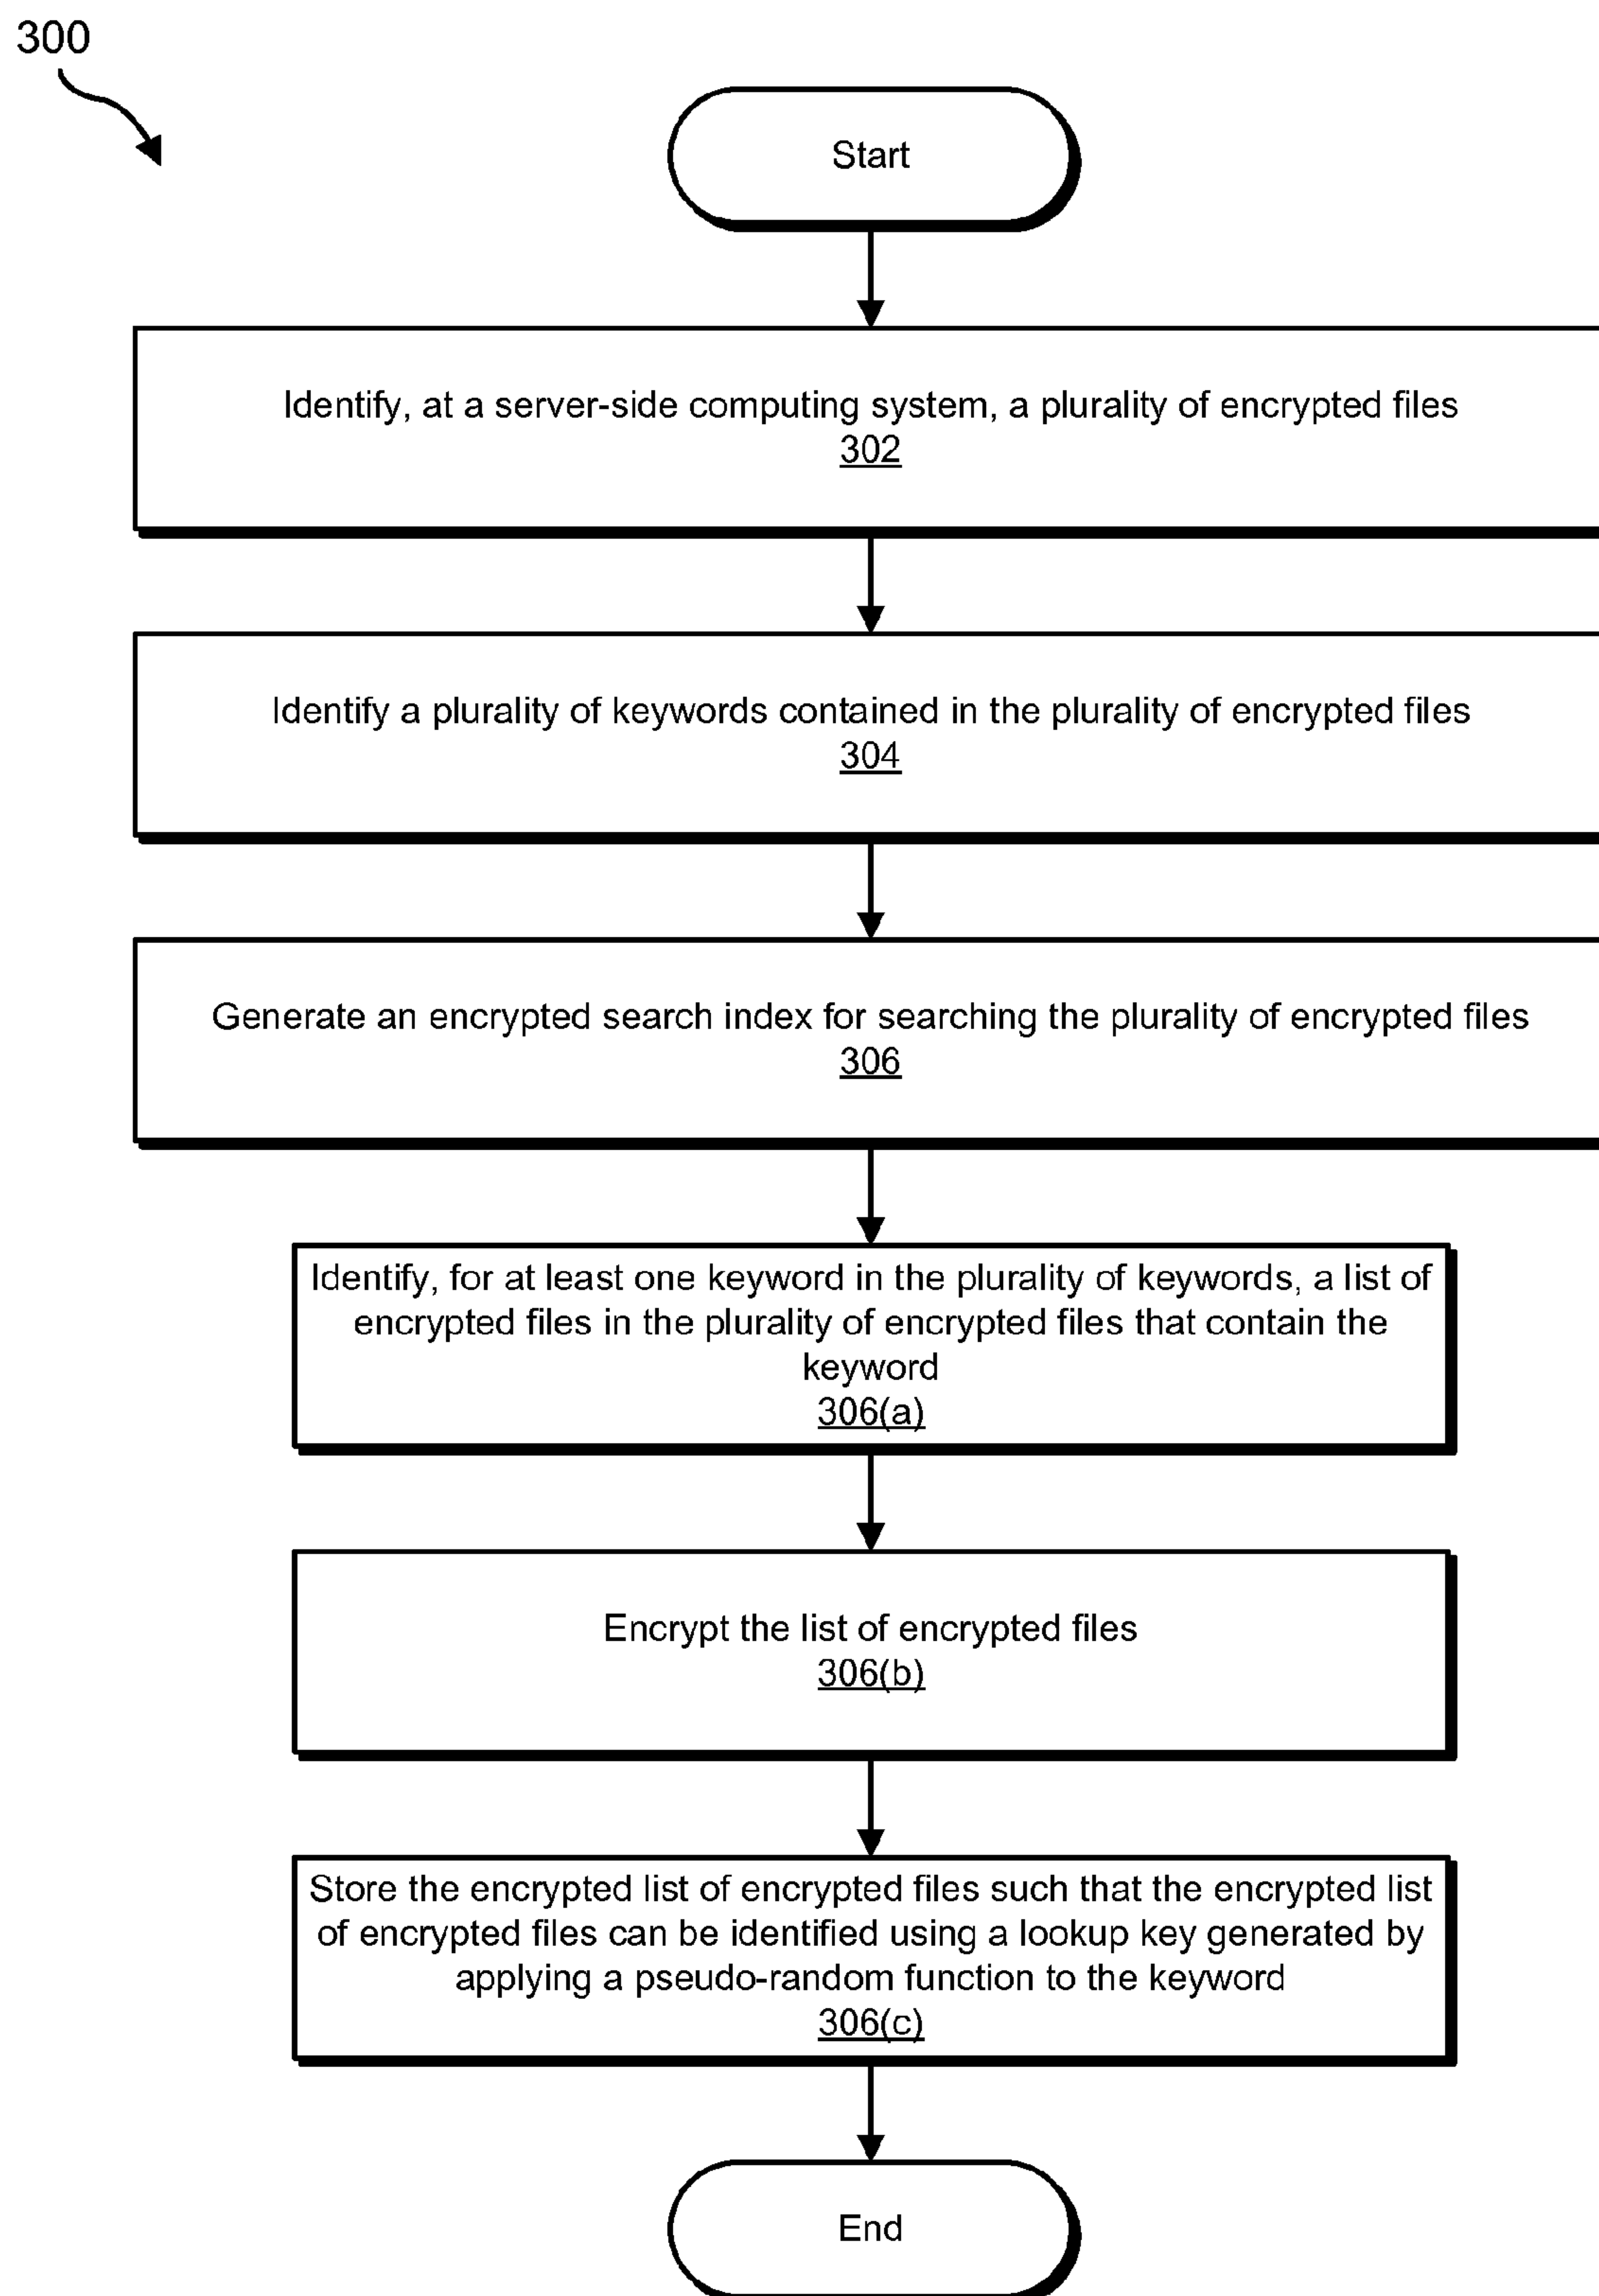 300
Start
Identify, at a server-side computing system, a plurality of encrypted files
302
Identify a plurality of keywords contained in the plurality of encrypted files
304
Generate an encrypted search index for searching the plurality of encrypted files
306
Identify, for at least one keyword in the plurality of keywords, a list of
encrypted files in the plurality of encrypted files that contain the
keyword
306(a)
Encrypt the list of encrypted files
306(b)
Store the encrypted list of encrypted files such that the encrypted list
of encrypted files can be identified using a lookup key generated by
applying a pseudo-random function to the keyword
306(c)
End